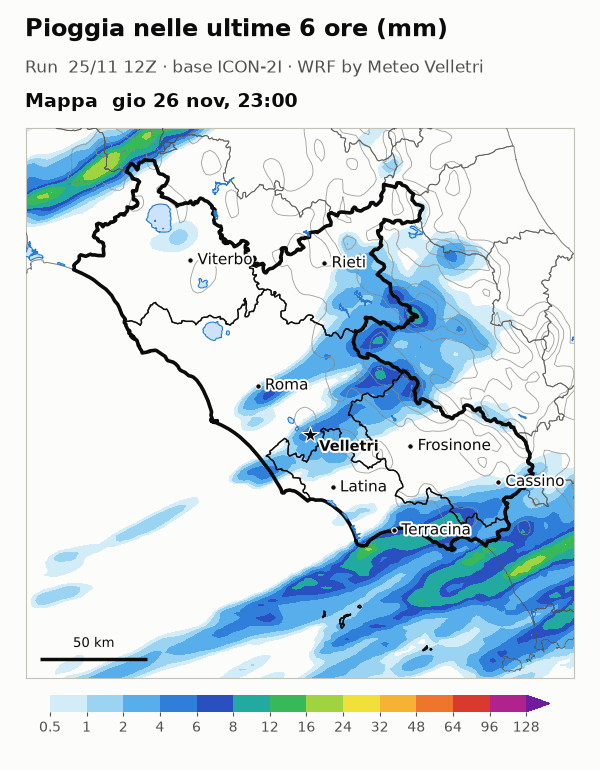 Pioggia nelle ultime 6 ore (mm)
Run  25/11 12Z · base ICON-2I · WRF by Meteo Velletri
Mappa  gio 26 nov, 23:00
Viterbo
Rieti
Roma
Velletri
Frosinone
Cassino
Latina
Terracina
50 km
0.5 1 2 4 6 8 12 16 24 32 48 64 96 128